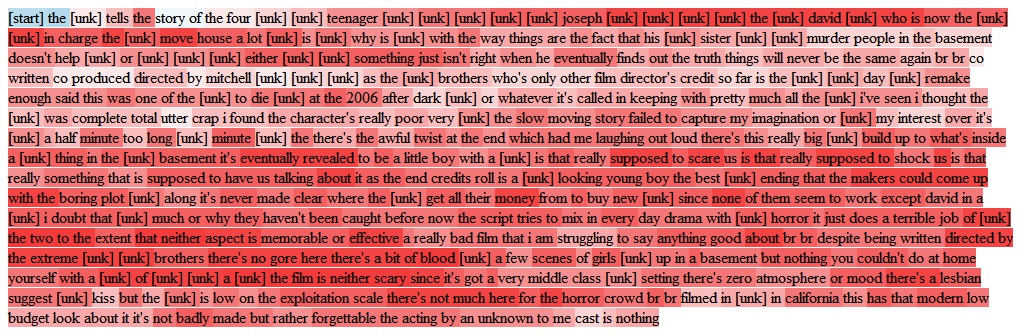 [start] the [unk] tells the story of the four [unk] [unk] teenager [unk] [unk] [unk] [unk] [unk] joseph [unk] [unk] [unk] [unk] the [unk] david [unk] who is now the [unk]
[unk] in charge the [unk] move house a lot [unk] is [unk] why is [unk] with the way things are the fact that his [unk] sister [unk] [unk] murder people in the basement
doesn't help [unk] or [unk] [unk] [unk] either [unk] [unk] something just isn't right when he eventually finds out the truth things will never be the same again br br co
written co produced directed by mitchell [unk] [unk] [unk] as the [unk] brothers who's only other film director's credit so far is the [unk] [unk] day [unk] remake
enough said this was one of the [unk] to die [unk] at the 2006 after dark [unk] or whatever it's called in keeping with pretty much all the [unk] i've seen i thought the
[unk] was complete total utter crap i found the character's really poor very [unk] the slow moving story failed to capture my imagination or [unk] my interest over it's
[unk] a half minute too long [unk] minute [unk] the there's the awful twist at the end which had me laughing out loud there's this really big [unk] build up to what's inside
a [unk] thing in the [unk] basement it's eventually revealed to be a little boy with a [unk] is that really supposed to scare us is that really supposed to shock us is that
really something that is supposed to have us talking about it as the end credits roll is a [unk] looking young boy the best [unk] ending that the makers could come up
with the boring plot [unk] along it's never made clear where the [unk] get all their money from to buy new [unk] since none of them seem to work except david in a
[unk] i doubt that [unk] much or why they haven't been caught before now the script tries to mix in every day drama with [unk] horror it just does a terrible job of [unk]
the two to the extent that neither aspect is memorable or effective a really bad film that i am struggling to say anything good about br br despite being written directed by
the extreme [unk] [unk] brothers there's no gore here there's a bit of blood [unk] a few scenes of girls [unk] up in a basement but nothing you couldn't do at home
yourself with a [unk] of [unk] [unk] a [unk] the film is neither scary since it's got a very middle class [unk] setting there's zero atmosphere or mood there's a lesbian
suggest [unk] kiss but the [unk] is low on the exploitation scale there's not much here for the horror crowd br br filmed in [unk] in california this has that modern low
budget look about it it's not badly made but rather forgettable the acting by an unknown to me cast is nothing